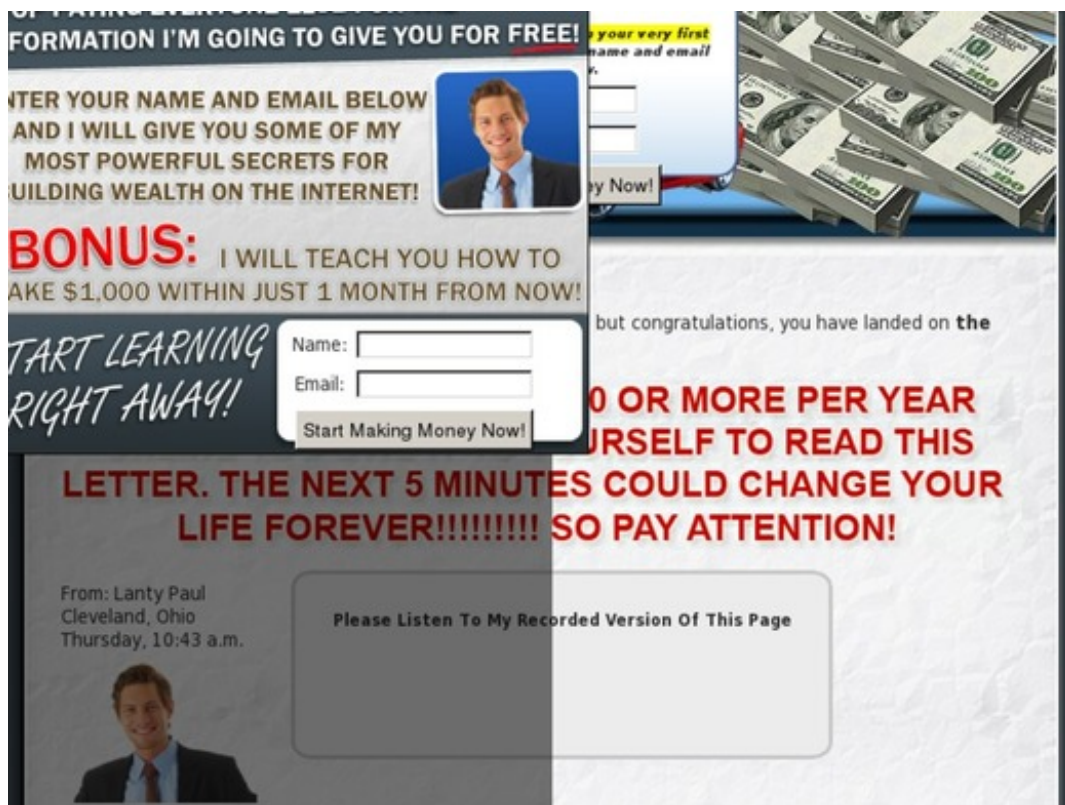 FORMATION I'M GOING TO GIVE YOU FOR FREE!
NTER YOUR NAME AND EMAIL BELOW
AND I WILL GIVE YOU SOME OF MY
MOST POWERFUL SECRETS FOR
UILDING WEALTH ON THE INTERNET!
BONUS: I WILL TEACH YOU HOW TO
AKE $1,000 WITHIN JUST 1 MONTH FROM NOW!
TART LEARNING
RIGHT AWAY!
Name:
Email:
Start Making Money Now!
your very first
name and email
y Now!
100
100
100
but congratulations, you have landed on the
0 OR MORE PER YEAR
URSELF TO READ THIS
LETTER. THE NEXT 5 MINUTES COULD CHANGE YOUR
LIFE FOREVER!!!!!!!!! SO PAY ATTENTION!
From: Lanty Paul
Cleveland, Ohio
Thursday, 10:43 a.m.
Please Listen To My Recorded Version Of This Page